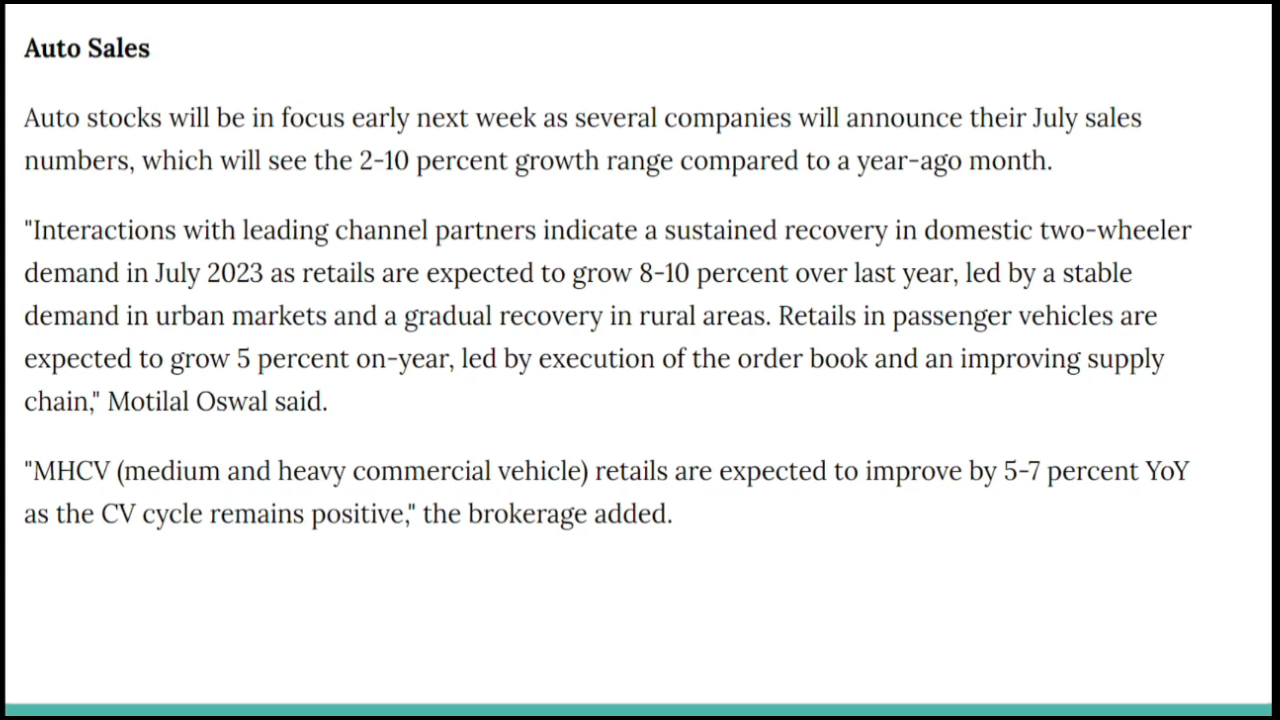 Auto Sales
Auto stocks will be in focus early next week as several companies will announce their July sales
numbers, which will see the 2-10 percent growth range compared to a year-ago month.
"Interactions with leading channel partners indicate a sustained recovery in domestic two-wheeler
demand in July 2023 as retails are expected to grow 8-10 percent over last year, led by a stable
demand in urban markets and a gradual recovery in rural areas. Retails in passenger vehicles are
expected to grow 5 percent on-year, led by execution of the order book and an improving supply
chain," Motilal Oswal said.
"MHCV (medium and heavy commercial vehicle) retails are expected to improve by 5-7 percent YoY
as the CV cycle remains positive," the brokerage added.